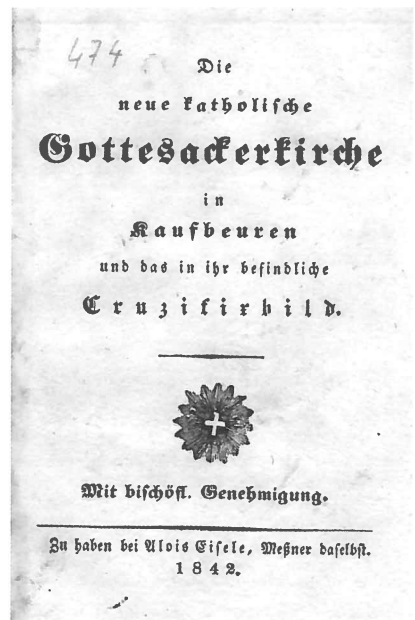 474
Die
neue katholische
Gottesackerkirche
in
Kaufbeuren
und das in ihr befindliche
Cruzifixbild.
Mit bischöfl. Genehmigung.
Zu haben bei Alois Eisele, Meßner daselbst.
1842.